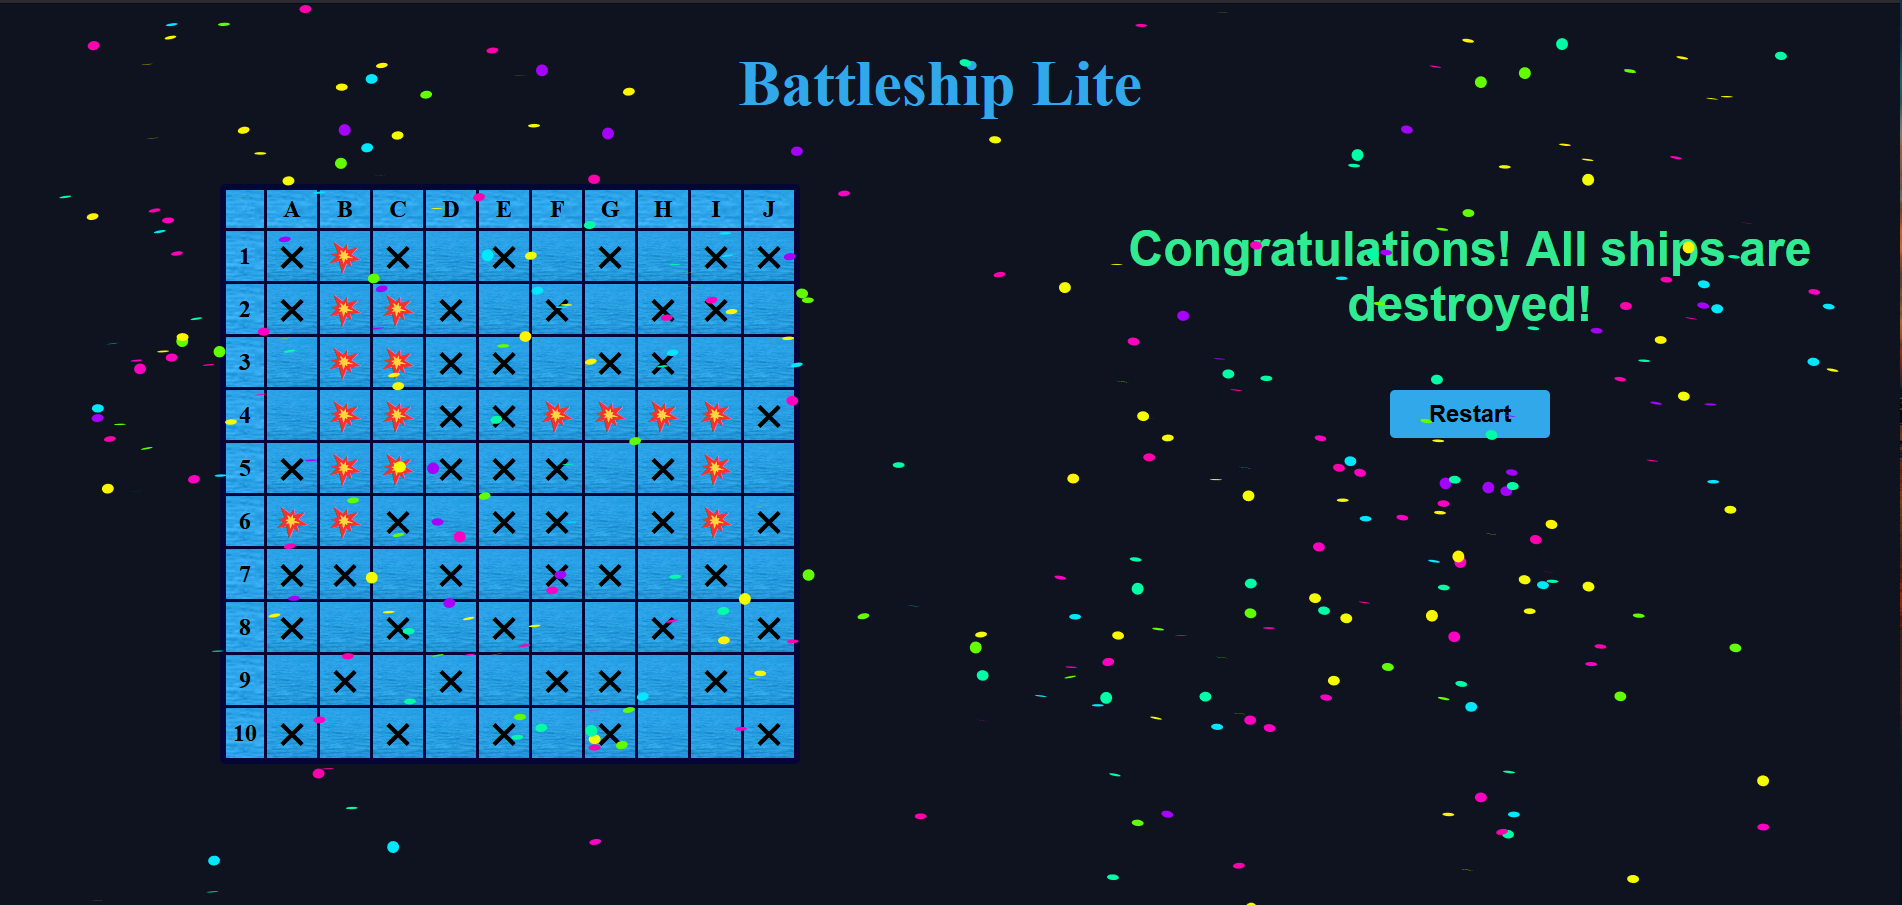 Battleship Lite
A B C D E F G H I J
1
2
3
4
5
6
7
8
9
10
Congratulations! All ships are
destroyed!
Restart